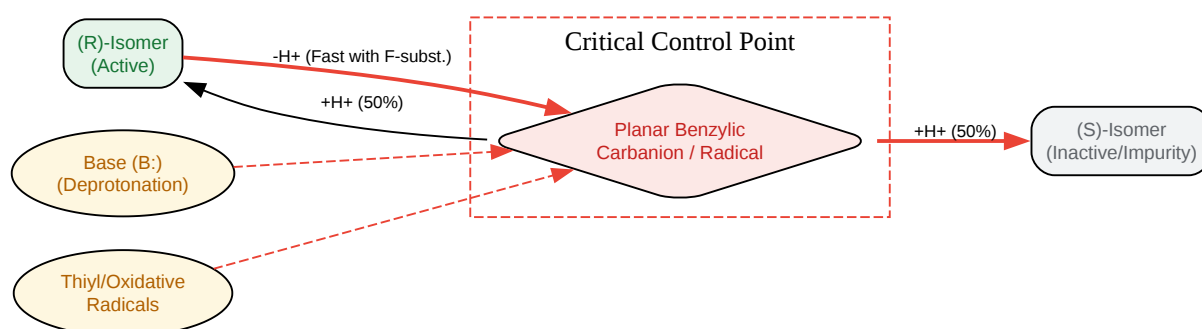 Critical Control Point
(R)-Isomer
(Active)
-H+ (Fast with F-subst.)
+H+ (50%)
Planar Benzylic
Carbanion / Radical
+H+ (50%)
(S)-Isomer
(Inactive/Impurity)
Base (B:)
(Deprotonation)
Thiyl/Oxidative
Radicals